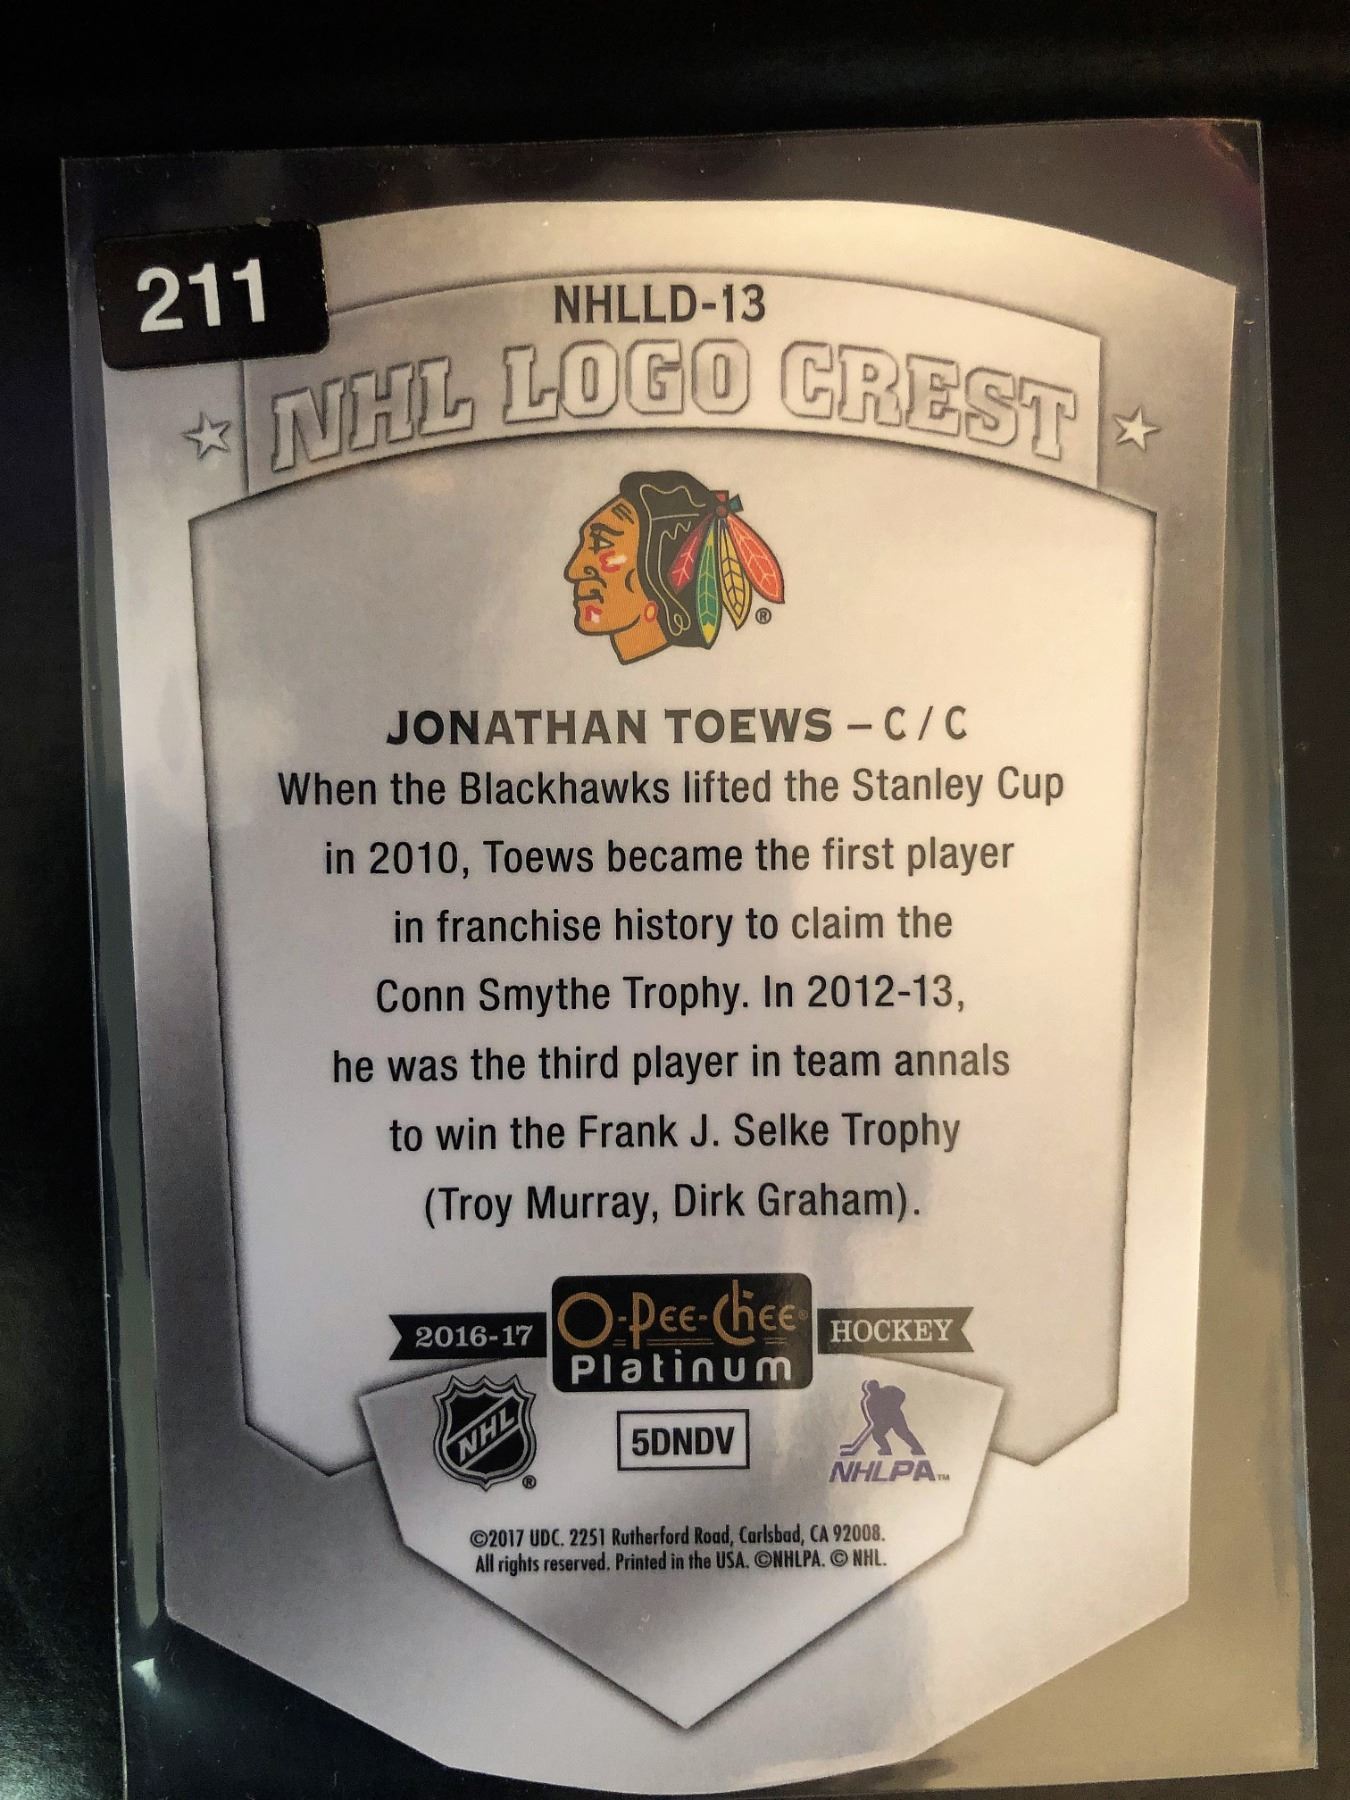 211
NHLLD-13
NHL LOGO CREST
®
JONATHAN TOEWS – C / C
When the Blackhawks lifted the Stanley Cup
in 2010, Toews became the first player
in franchise history to claim the
Conn Smythe Trophy. In 2012-13,
he was the third player in team annals
to win the Frank J. Selke Trophy
(Troy Murray, Dirk Graham).
2016-17 O-Pee-Chee® HOCKEY
Platinum
NHL® 5DNDV NHLPA™
©2017 UDC. 2251 Rutherford Road, Carlsbad, CA 92008.
All rights reserved. Printed in the USA. ©NHLPA. © NHL.